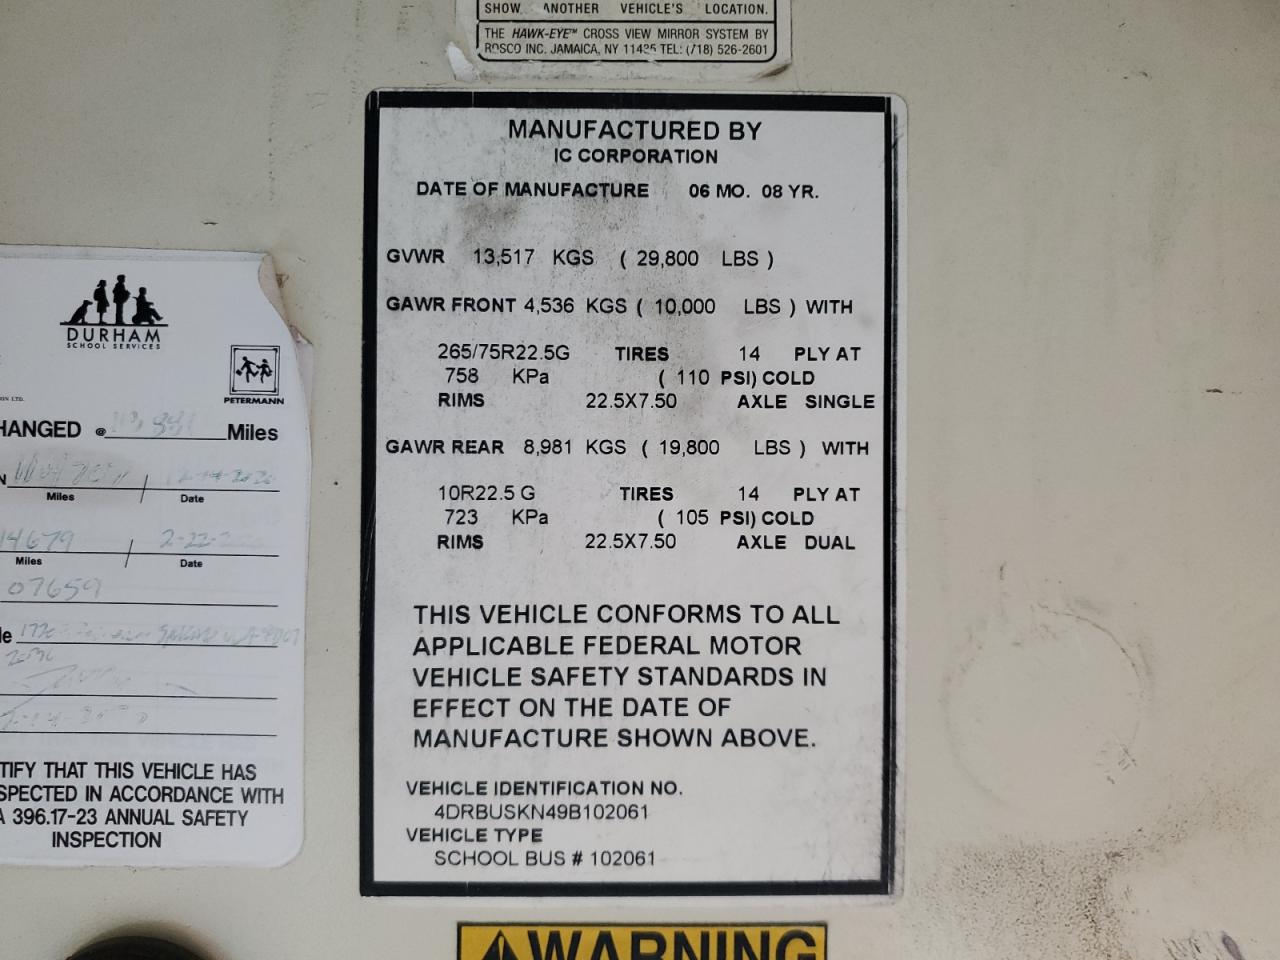 SHOW ANOTHER VEHICLE'S LOCATION.
THE HAWK-EYE™ CROSS VIEW MIRROR SYSTEM BY
ROSCO INC. JAMAICA, NY 11435 TEL: (718) 526-2601
MANUFACTURED BY
IC CORPORATION
DATE OF MANUFACTURE 06 MO. 08 YR.
GVWR 13,517 KGS ( 29,800 LBS )
GAWR FRONT 4,536 KGS ( 10,000 LBS ) WITH
265/75R22.5G TIRES 14 PLY AT
758 KPa ( 110 PSI) COLD
RIMS 22.5X7.50 AXLE SINGLE
GAWR REAR 8,981 KGS ( 19,800 LBS ) WITH
10R22.5 G TIRES 14 PLY AT
723 KPa ( 105 PSI) COLD
RIMS 22.5X7.50 AXLE DUAL
THIS VEHICLE CONFORMS TO ALL
APPLICABLE FEDERAL MOTOR
VEHICLE SAFETY STANDARDS IN
EFFECT ON THE DATE OF
MANUFACTURE SHOWN ABOVE.
VEHICLE IDENTIFICATION NO.
4DRBUSKN49B102061
VEHICLE TYPE
SCHOOL BUS # 102061
DURHAM
SCHOOL SERVICES
PETERMANN
HANGED @ Miles
Miles Date
14679 2-22-
Miles Date
07659
TIFY THAT THIS VEHICLE HAS
SPECTED IN ACCORDANCE WITH
A 396.17-23 ANNUAL SAFETY
INSPECTION
WARNING